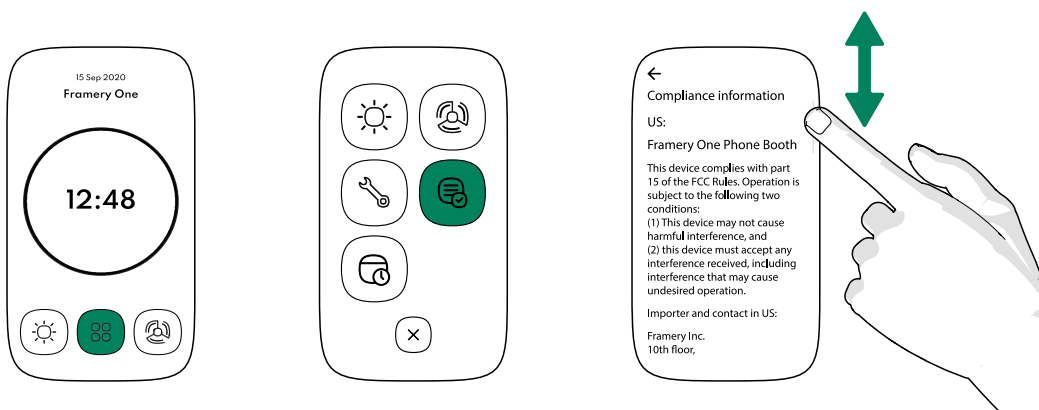 15 Sep 2020
Framery One
12:48
Compliance information
US:
Framery One Phone Booth
This device complies with part
15 of the FCC Rules. Operation is
subject to the following two
conditions:
(1) This device may not cause
harmful interference, and
(2) this device must accept any
interference received, including
interference that may cause
undesired operation.
Importer and contact in US:
Framery Inc.
10th floor,